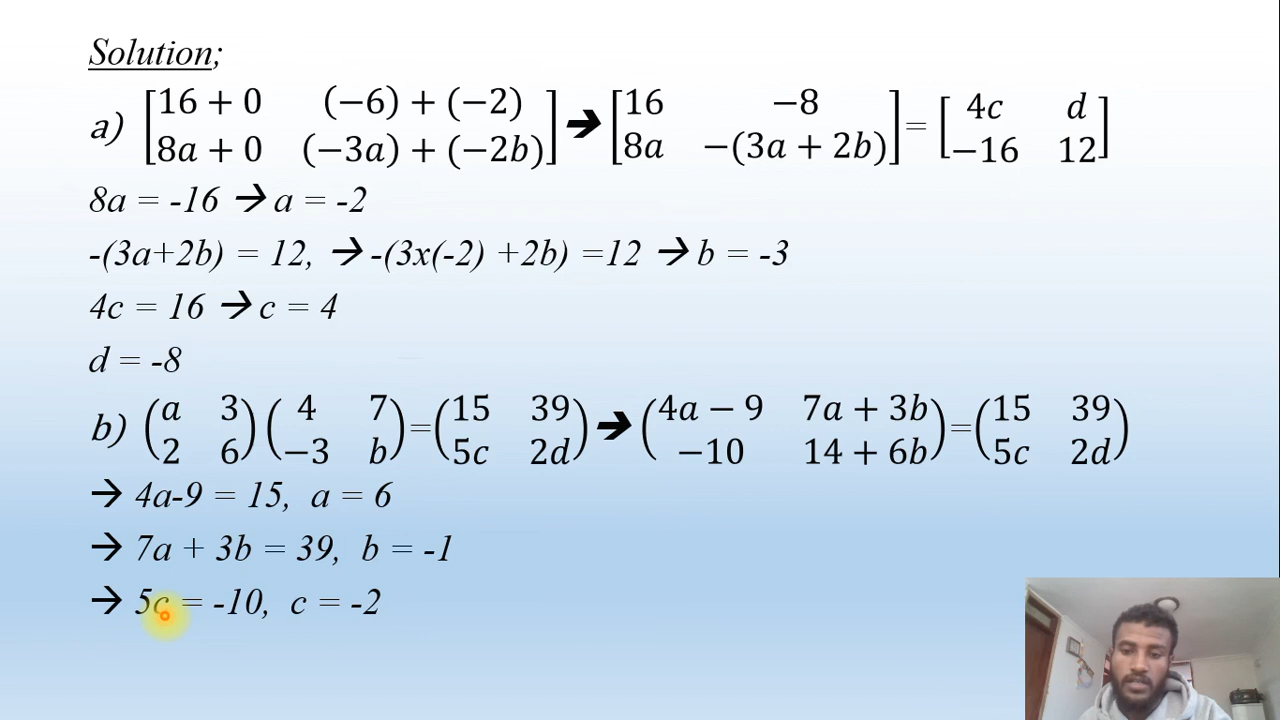 Solution;
a) [16 + 0 (−6) + (−2) 8a + 0 (−3a) + (−2b)] → [16 −8 8a −(3a + 2b)] = [4c d −16 12]
8a = -16 → a = -2
-(3a+2b) = 12, → -(3x(-2) +2b) =12 → b = -3
4c = 16 → c = 4
d = -8
b) (a 3 2 6)(4 7 −3 b)=(15 39 5c 2d) → (4a − 9 7a + 3b −10 14 + 6b)=(15 39 5c 2d)
→ 4a-9 = 15, a = 6
→ 7a + 3b = 39, b = -1
→ 5c = -10, c = -2